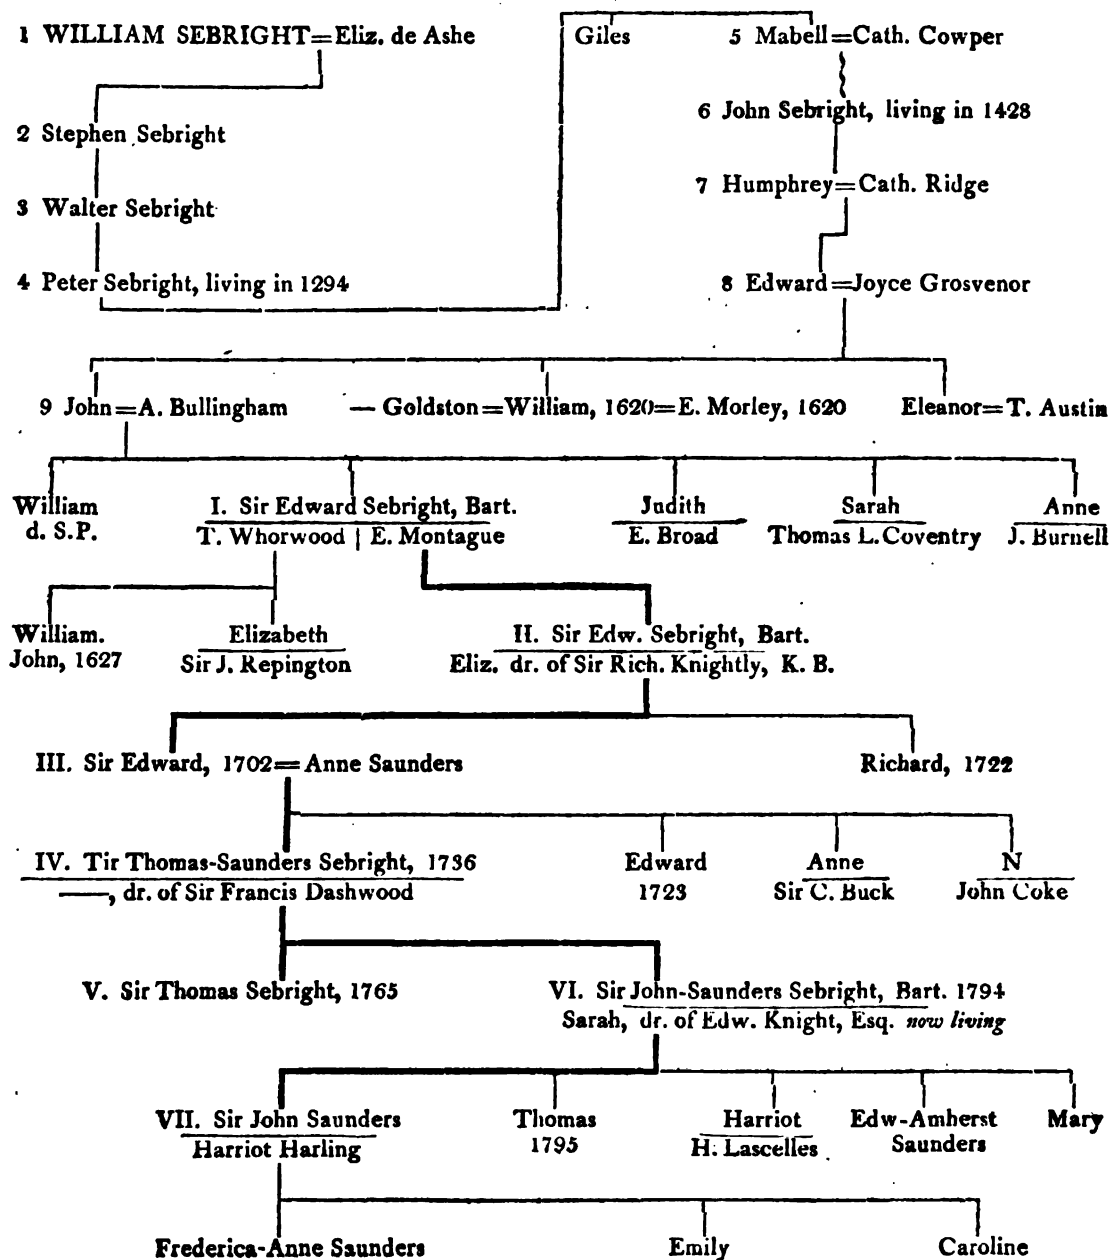 1 WILLIAM SEBRIGHT=Eliz. de Ashe
Giles
5 Mabell=Cath. Cowper
2 Stephen Sebright
6 John Sebright, living in 1428
3 Walter Sebright
7 Humphrey=Cath. Ridge
4 Peter Sebright, living in 1294
8 Edward=Joyce Grosvenor
9 John=A. Bullingham
— Goldston=William, 1620=E. Morley, 1620
Eleanor=T. Austin
William
d. S.P.
I. Sir Edward Sebright, Bart.
T. Whorwood | E. Montague
Judith
E. Broad
Sarah
Thomas L. Coventry
Anne
J. Burnell
William.
John, 1627
Elizabeth
Sir J. Repington
II. Sir Edw. Sebright, Bart.
Eliz. dr. of Sir Rich. Knightly, K. B.
III. Sir Edward, 1702=Anne Saunders
Richard, 1722
IV. Tir Thomas-Saunders Sebright, 1736
——, dr. of Sir Francis Dashwood
Edward
1723
Anne
Sir C. Buck
N
John Coke
V. Sir Thomas Sebright, 1765
VI. Sir John-Saunders Sebright, Bart. 1794
Sarah, dr. of Edw. Knight, Esq. now living
VII. Sir John Saunders
Harriot Harling
Thomas
1795
Harriot
H. Lascelles
Edw-Amherst
Saunders
Mary
Frederica-Anne Saunders
Emily
Caroline